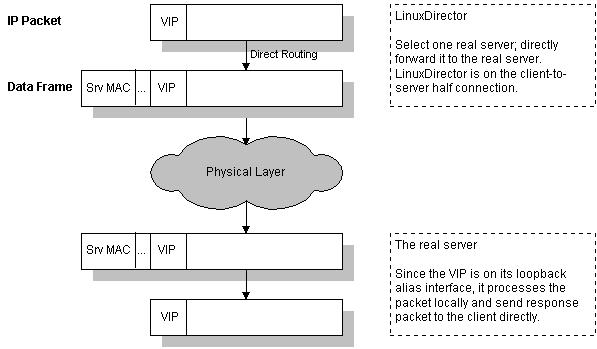 IP Packet
VIP
Direct Routing
Data Frame
Srv MAC ... VIP
Physical Layer
Srv MAC ... VIP
VIP
LinuxDirector
Select one real server; directly
forward it to the real server.
LinuxDirector is on the client-to-
server half connection.
The real server
Since the VIP is on its loopback
alias interface, it processes the
packet locally and send response
packet to the client directly.